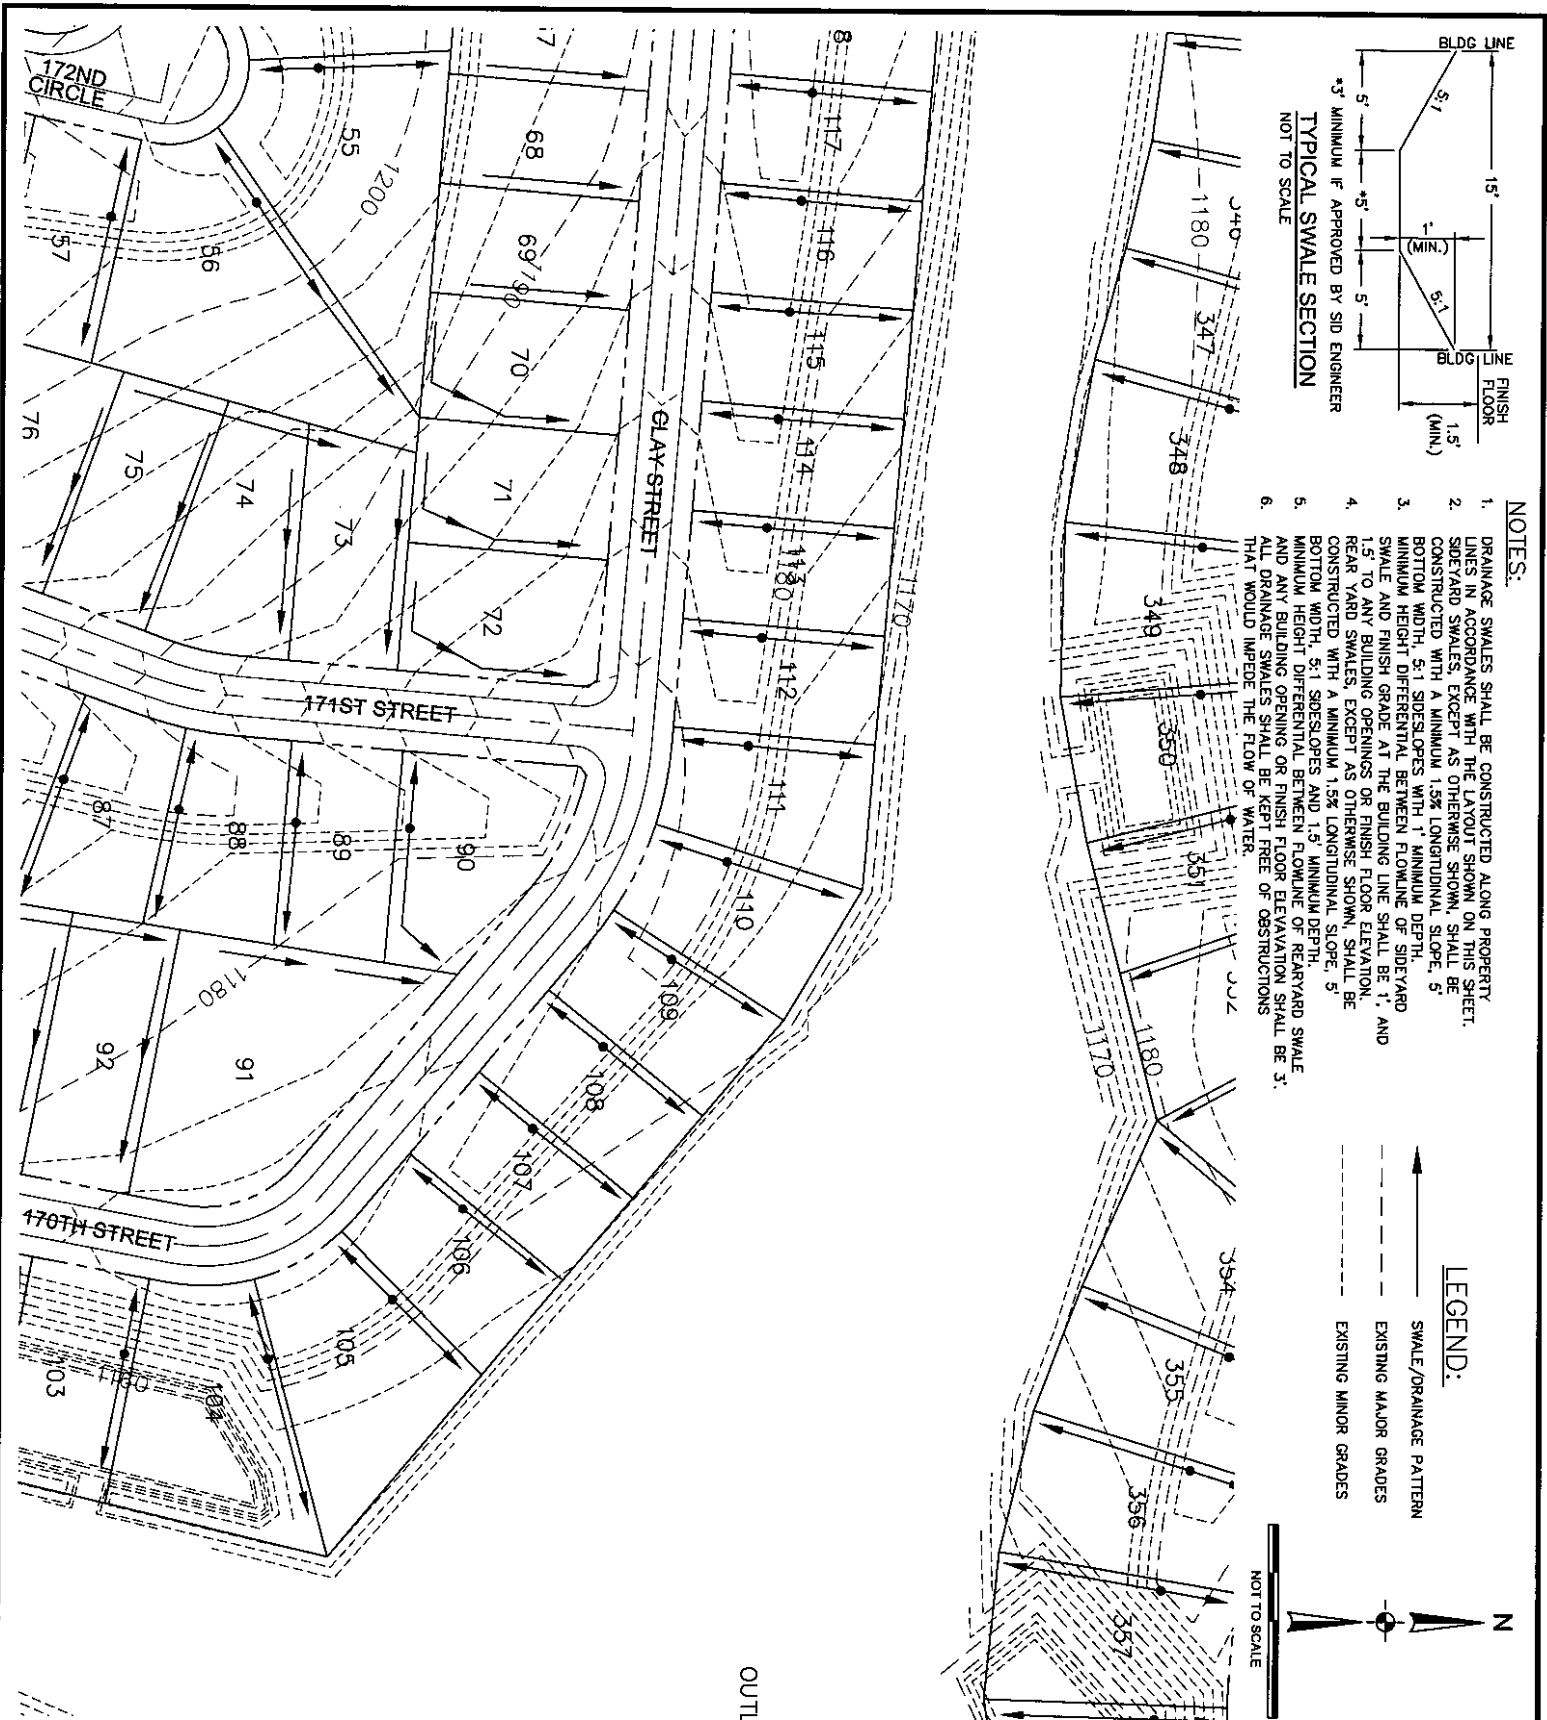 BLDG LINE
15'
5'
*5'
5'
5:1
1'
(MIN.)
5:1
BLDG LINE
FINISH
FLOOR
1.5'
(MIN.)
*3' MINIMUM IF APPROVED BY SID ENGINEER
TYPICAL SWALE SECTION
NOT TO SCALE
NOTES:
1. DRAINAGE SWALES SHALL BE CONSTRUCTED ALONG PROPERTY
LINES IN ACCORDANCE WITH THE LAYOUT SHOWN ON THIS SHEET.
2. SIDEYARD SWALES, EXCEPT AS OTHERWISE SHOWN, SHALL BE
CONSTRUCTED WITH A MINIMUM 1.5% LONGITUDINAL SLOPE, 5'
BOTTOM WIDTH, 5:1 SIDESLOPES WITH 1' MINIMUM DEPTH.
3. MINIMUM HEIGHT DIFFERENTIAL BETWEEN FLOWLINE OF SIDEYARD
SWALE AND FINISH GRADE AT THE BUILDING LINE SHALL BE 1', AND
1.5' TO ANY BUILDING OPENINGS OR FINISH FLOOR ELEVATION.
4. REAR YARD SWALES, EXCEPT AS OTHERWISE SHOWN, SHALL BE
CONSTRUCTED WITH A MINIMUM 1.5% LONGITUDINAL SLOPE, 5'
BOTTOM WIDTH, 5:1 SIDESLOPES AND 1.5' MINIMUM DEPTH.
5. MINIMUM HEIGHT DIFFERENTIAL BETWEEN FLOWLINE OF REARYARD SWALE
AND ANY BUILDING OPENING OR FINISH FLOOR ELEVAVATION SHALL BE 3'.
6. ALL DRAINAGE SWALES SHALL BE KEPT FREE OF OBSTRUCTIONS
THAT WOULD IMPEDE THE FLOW OF WATER.
LEGEND:
SWALE/DRAINAGE PATTERN
EXISTING MAJOR GRADES
EXISTING MINOR GRADES
N
NOT TO SCALE
1180
347
348
349
350
351
1180
1170
354
355
356
357
OUTL
8
117
116
115
114
113
1180
1170
112
111
110
109
108
107
106
105
104
1180
103
CLAY STREET
68
69
1190
70
71
72
171ST STREET
73
74
75
76
172ND
CIRCLE
55
1200
56
57
87
88
89
90
1180
91
92
170TH STREET